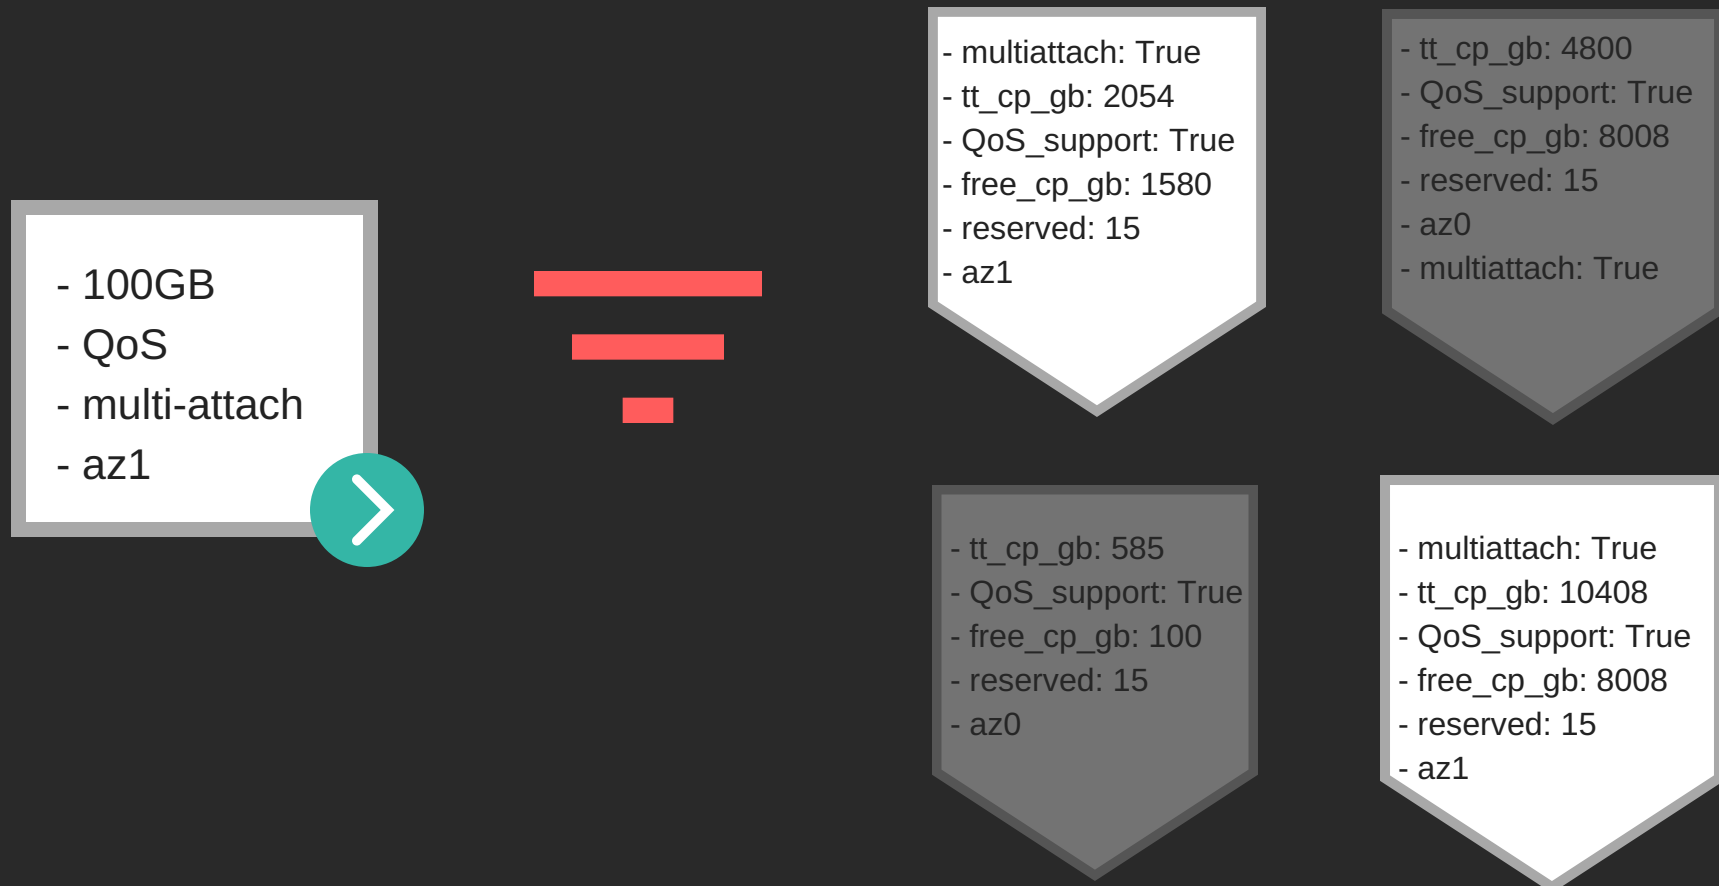 - 100GB
- QoS
- multi-attach
- az1
- multiattach: True
- tt_cp_gb: 2054
- QoS_support: True
- free_cp_gb: 1580
- reserved: 15
- az1
- tt_cp_gb: 4800
- QoS_support: True
- free_cp_gb: 8008
- reserved: 15
- az0
- multiattach: True
- tt_cp_gb: 585
- QoS_support: True
- free_cp_gb: 100
- reserved: 15
- az0
- multiattach: True
- tt_cp_gb: 10408
- QoS_support: True
- free_cp_gb: 8008
- reserved: 15
- az1